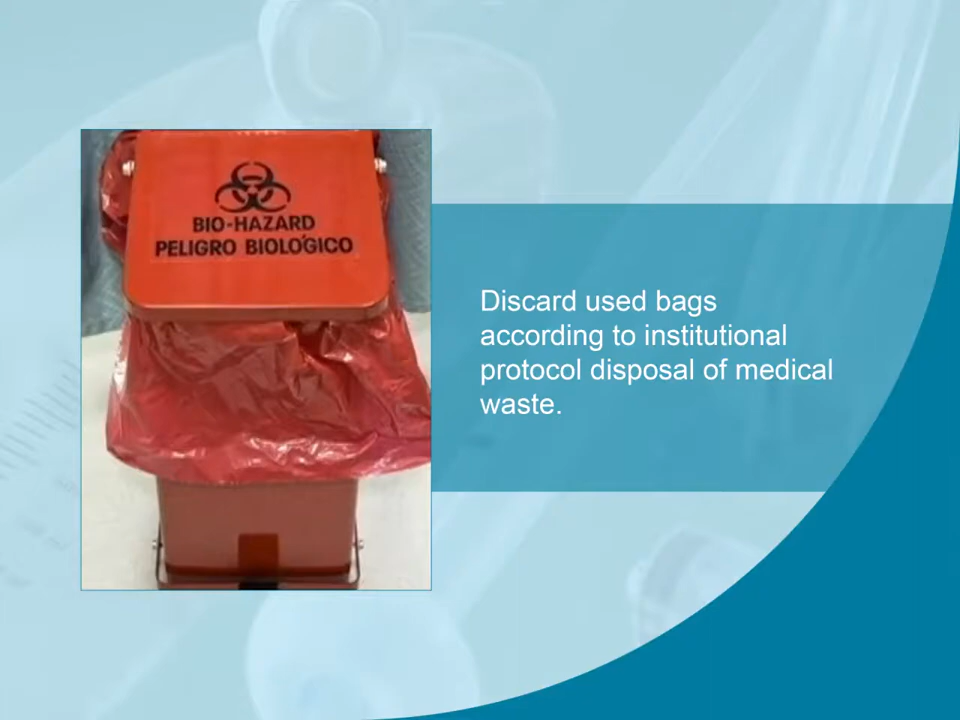 BIO-HAZARD
PELIGRO BIOLÓGICO
Discard used bags
according to institutional
protocol disposal of medical
waste.